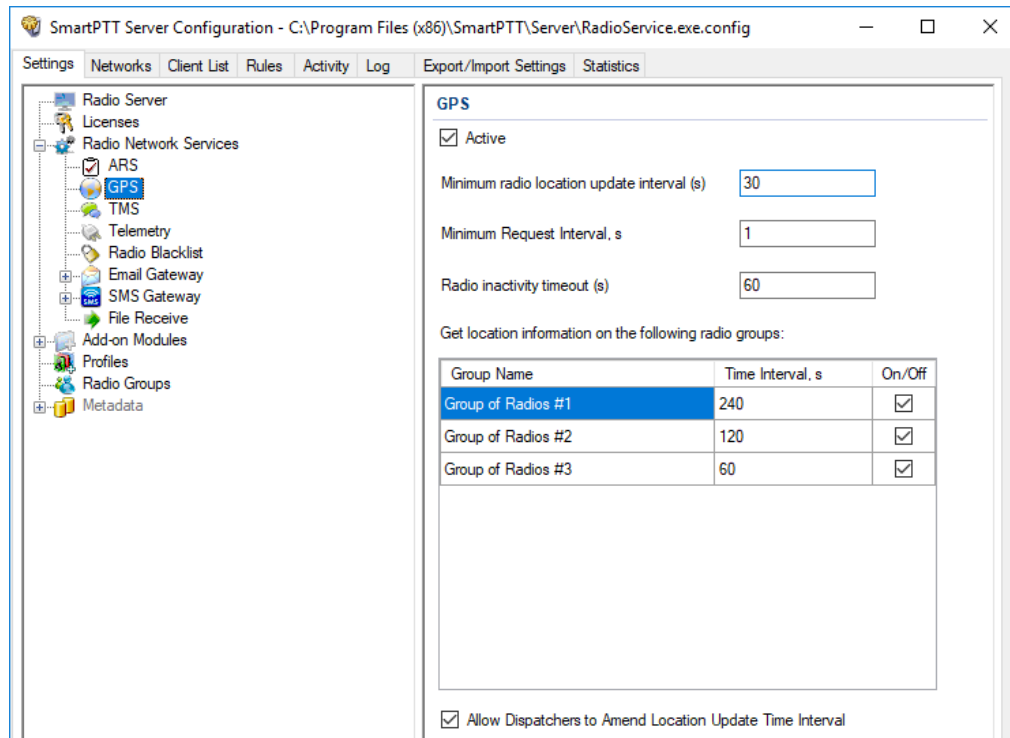 SmartPTT Server Configuration - C:\Program Files (x86)\SmartPTT\Server\RadioService.exe.config
Settings Networks Client List Rules Activity Log Export/Import Settings Statistics
Radio Server
Licenses
Radio Network Services
ARS
GPS
TMS
Telemetry
Radio Blacklist
Email Gateway
SMS
SMS Gateway
File Receive
Add-on Modules
Profiles
Radio Groups
Metadata
GPS
Active
Minimum radio location update interval (s) 30
Minimum Request Interval, s 1
Radio inactivity timeout (s) 60
Get location information on the following radio groups:
Group Name Time Interval, s On/Off
Group of Radios #1 240
Group of Radios #2 120
Group of Radios #3 60
Allow Dispatchers to Amend Location Update Time Interval